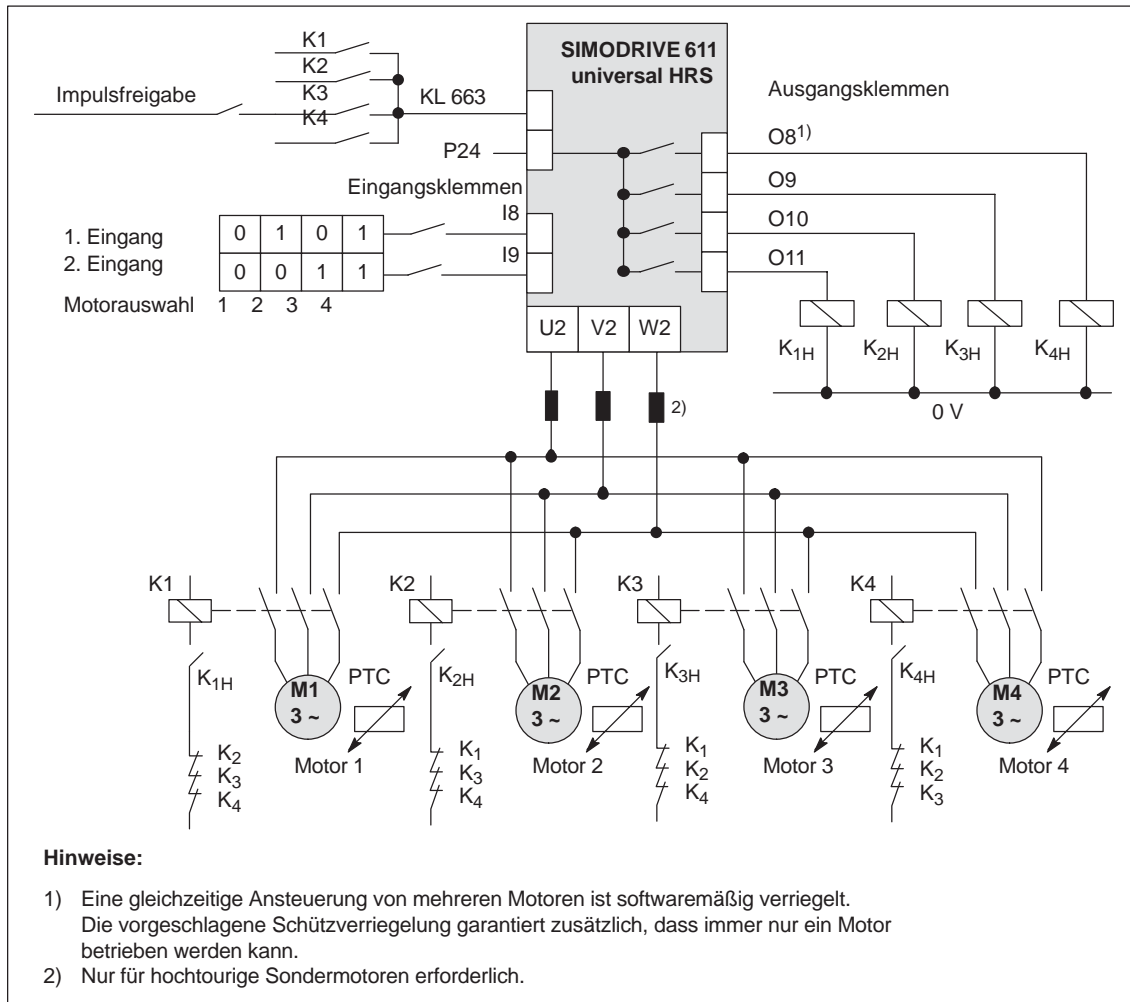 SIMODRIVE 611
universal HRS
K1
K2
K3
K4
Impulsfreigabe
KL 663
P24
Eingangsklemmen
I8
I9
1. Eingang
2. Eingang
0 1 0 1
0 0 1 1
Motorauswahl 1 2 3 4
Ausgangsklemmen
O8 1)
O9
O10
O11
U2 V2 W2
2)
K1H K2H K3H K4H
0 V
K1 K2 K3 K4
K1H K2H K3H K4H
M1
3 ~
PTC
M2
3 ~
PTC
M3
3 ~
PTC
M4
3 ~
PTC
Motor 1 Motor 2 Motor 3 Motor 4
K2
K3
K4
K1
K3
K4
K1
K2
K4
K1
K2
K3
Hinweise:
1) Eine gleichzeitige Ansteuerung von mehreren Motoren ist softwaremäßig verriegelt.
Die vorgeschlagene Schützverriegelung garantiert zusätzlich, dass immer nur ein Motor
betrieben werden kann.
2) Nur für hochtourige Sondermotoren erforderlich.